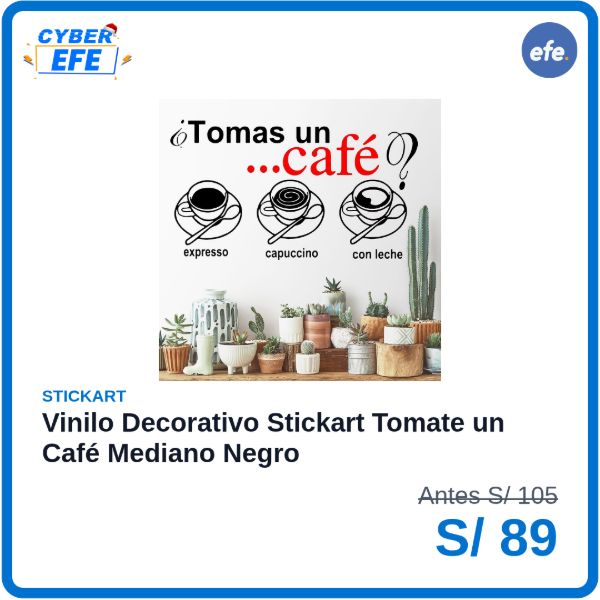 CYBER
EFE
efe.
¿Tomas un
...café?
expresso
capuccino
con leche
STICKART
Vinilo Decorativo Stickart Tomate un
Café Mediano Negro
Antes S/ 105
S/ 89